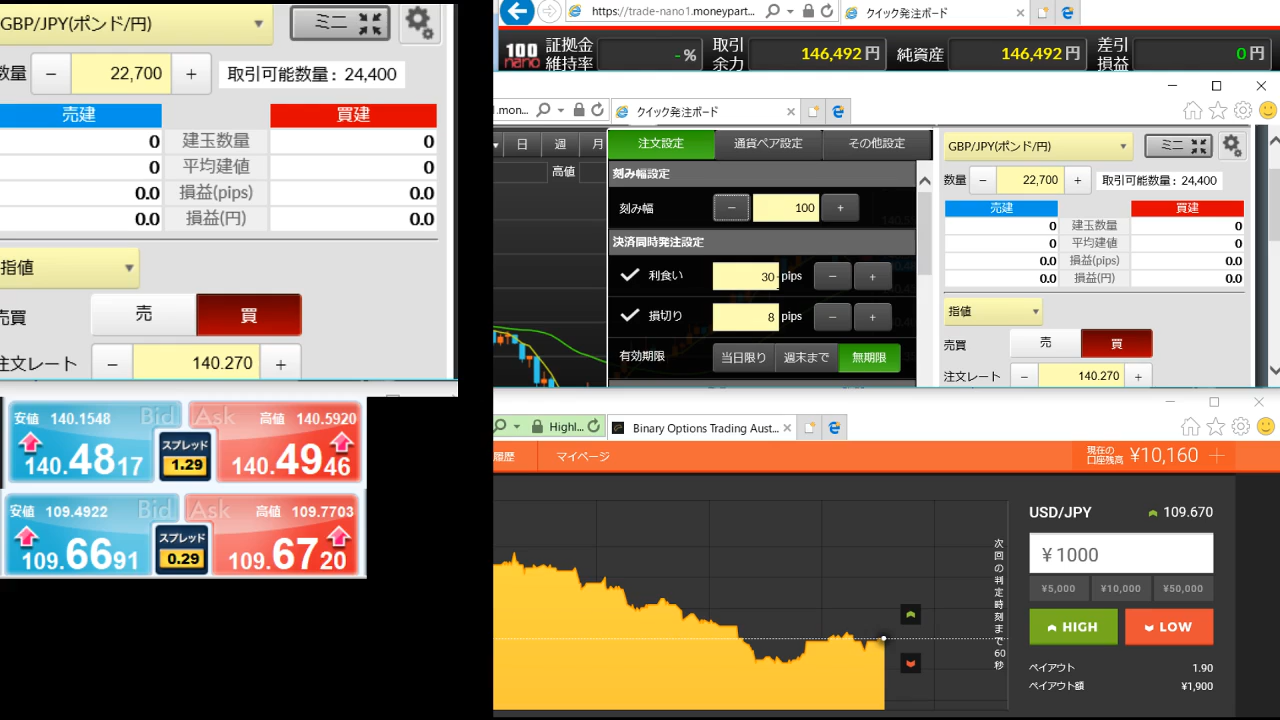 GBP/JPY(ポンド/円)
ミニ
数量
−
22,700
+
取引可能数量: 24,400
売建
買建
0 建玉数量 0
0 平均建値 0
0.0 損益(pips) 0.0
0.0 損益(円) 0.0
指値
売買
売
買
注文レート
−
140.270
+
安値 140.1548 Bid
Ask 高値 140.5920
140.4817
スプレッド
1.29
140.4946
安値 109.4922 Bid
Ask 高値 109.7703
109.6691
スプレッド
0.29
109.6720
https://trade-nano1.moneypart...
クイック発注ボード
100
nano
証拠金
維持率
-%
取引
余力
146,492円
純資産
146,492円
差引
損益
0円
.mon...
クイック発注ボード
日
週
月
高値
注文設定
通貨ペア設定
その他設定
刻み幅設定
刻み幅
−
100
+
決済同時発注設定
利食い
30 pips
−
+
損切り
8 pips
−
+
有効期限
当日限り
週末まで
無期限
GBP/JPY(ポンド/円)
ミニ
数量
−
22,700
+
取引可能数量: 24,400
売建
買建
0 建玉数量 0
0 平均建値 0
0.0 損益(pips) 0.0
0.0 損益(円) 0.0
指値
売買
売
買
注文レート
−
140.270
+
Highl...
Binary Options Trading Aust...
履歴
マイページ
現在の
口座残高
¥10,160
次回の判定時刻まで60秒
USD/JPY
109.670
¥ 1000
¥5,000
¥10,000
¥50,000
HIGH
LOW
ペイアウト 1.90
ペイアウト額 ¥1,900